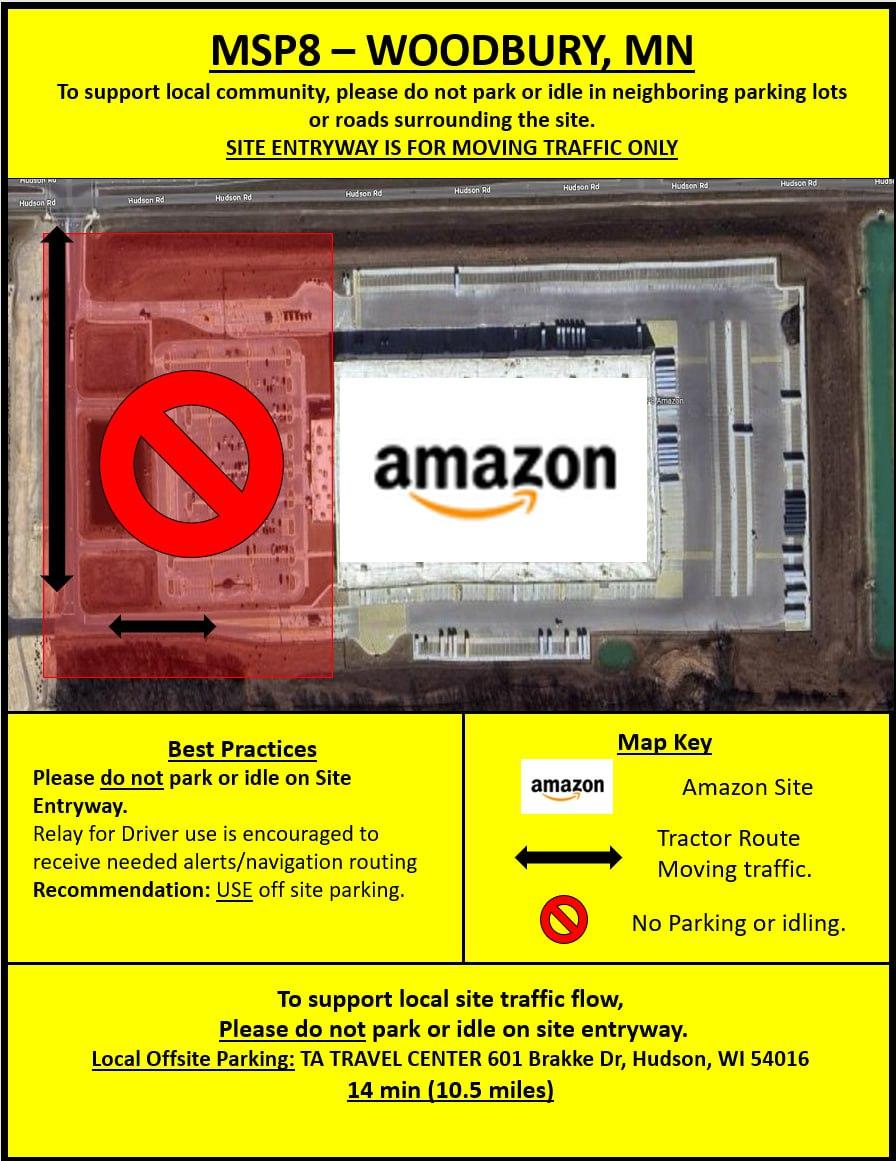 MSP8 – WOODBURY, MN
To support local community, please do not park or idle in neighboring parking lots
or roads surrounding the site.
SITE ENTRYWAY IS FOR MOVING TRAFFIC ONLY
Hudson Rd
Hudson Rd
Hudson Rd
Hudson Rd
Hudson Rd
Hudson Rd
Hudson Rd
Hudson Rd
Hudson Rd
Amazon
amazon
Best Practices
Please do not park or idle on Site
Entryway.
Relay for Driver use is encouraged to
receive needed alerts/navigation routing
Recommendation: USE off site parking.
Map Key
amazon
Amazon Site
Tractor Route
Moving traffic.
No Parking or idling.
To support local site traffic flow,
Please do not park or idle on site entryway.
Local Offsite Parking: TA TRAVEL CENTER 601 Brakke Dr, Hudson, WI 54016
14 min (10.5 miles)